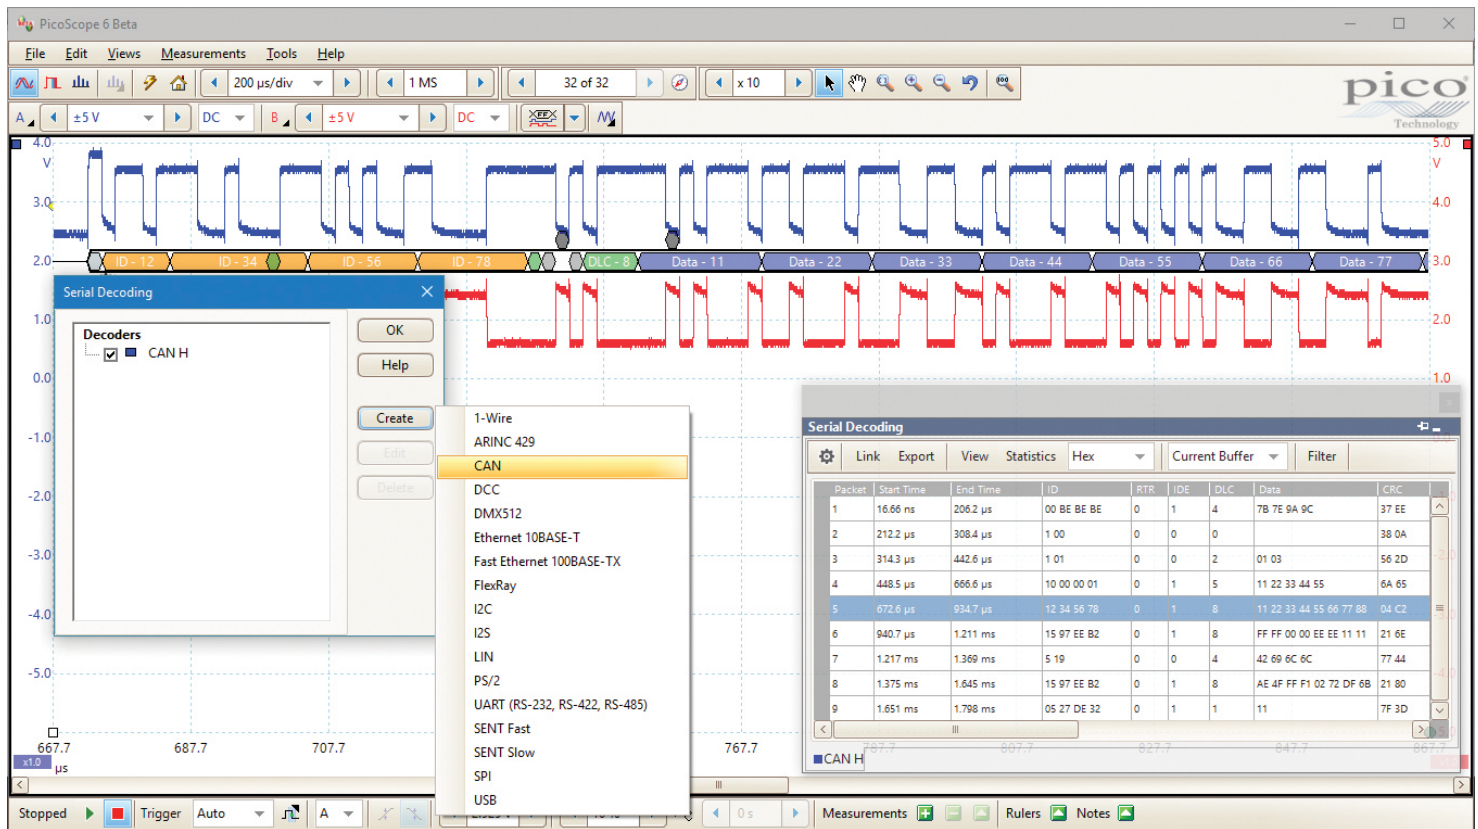 PicoScope 6 Beta
File Edit Views Measurements Tools Help
200 µs/div 1 MS 32 of 32 x 10
pico
Technology
A ±5 V DC B ±5 V DC
4.0 5.0
V V
3.0 4.0
2.0 ID - 12 ID - 34 ID - 56 ID - 78 DLC - 8 Data - 11 Data - 22 Data - 33 Data - 44 Data - 55 Data - 66 Data - 77 3.0
1.0 2.0
0.0 1.0
-1.0 0.0
-2.0
-3.0
-4.0
-5.0
Serial Decoding
Decoders
CAN H
OK
Help
Create
Edit
Delete
1-Wire
ARINC 429
CAN
DCC
DMX512
Ethernet 10BASE-T
Fast Ethernet 100BASE-TX
FlexRay
I2C
I2S
LIN
PS/2
UART (RS-232, RS-422, RS-485)
SENT Fast
SENT Slow
SPI
USB
Serial Decoding
Link Export View Statistics Hex Current Buffer Filter
Packet Start Time End Time ID RTR IDE DLC Data CRC
1 16.66 ns 206.2 µs 00 BE BE BE 0 1 4 7B 7E 9A 9C 37 EE
2 212.2 µs 308.4 µs 1 00 0 0 0 38 0A
3 314.3 µs 442.6 µs 1 01 0 0 2 01 03 56 2D
4 448.5 µs 666.6 µs 10 00 00 01 0 1 5 11 22 33 44 55 6A 65
5 672.6 µs 934.7 µs 12 34 56 78 0 1 8 11 22 33 44 55 66 77 88 04 C2
6 940.7 µs 1.211 ms 15 97 EE B2 0 1 8 FF FF 00 00 EE EE 11 11 21 6E
7 1.217 ms 1.369 ms 5 19 0 0 4 42 69 6C 6C 77 44
8 1.375 ms 1.645 ms 15 97 EE B2 0 1 8 AE 4F FF F1 02 72 DF 6B 21 80
9 1.651 ms 1.798 ms 05 27 DE 32 0 1 1 11 7F 3D
CAN H
667.7 687.7 707.7 767.7 787.7 807.7 827.7 847.7 867.7
x1.0 µs
Stopped Trigger Auto A 0 s Measurements Rulers Notes